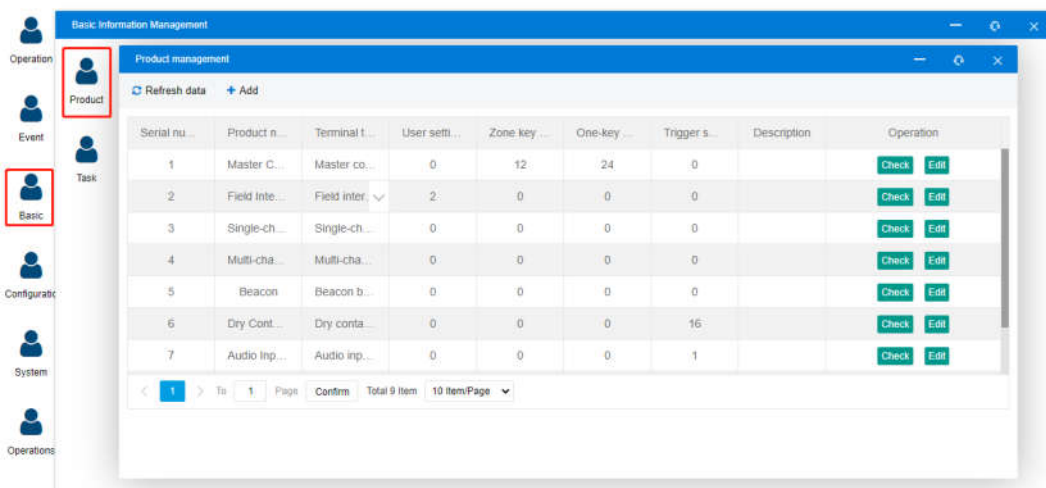 Basic Information Management
Operation
Event
Basic
Configuratic
System
Operations
Product
Task
Product management
Refresh data + Add
Serial nu... Product n... Terminal t... User setti... Zone key ... One-key ... Trigger s... Description Operation
1 Master C... Master co... 0 12 24 0 Check Edit
2 Field Inte... Field inter. 2 0 0 0 Check Edit
3 Single-ch... Single-ch... 0 0 0 0 Check Edit
4 Multi-cha... Multi-cha... 0 0 0 0 Check Edit
5 Beacon Beacon b... 0 0 0 0 Check Edit
6 Dry Cont... Dry conta... 0 0 0 16 Check Edit
7 Audio Inp... Audio inp... 0 0 0 1 Check Edit
< 1 > To 1 Page Confirm Total 9 Item 10 Item/Page